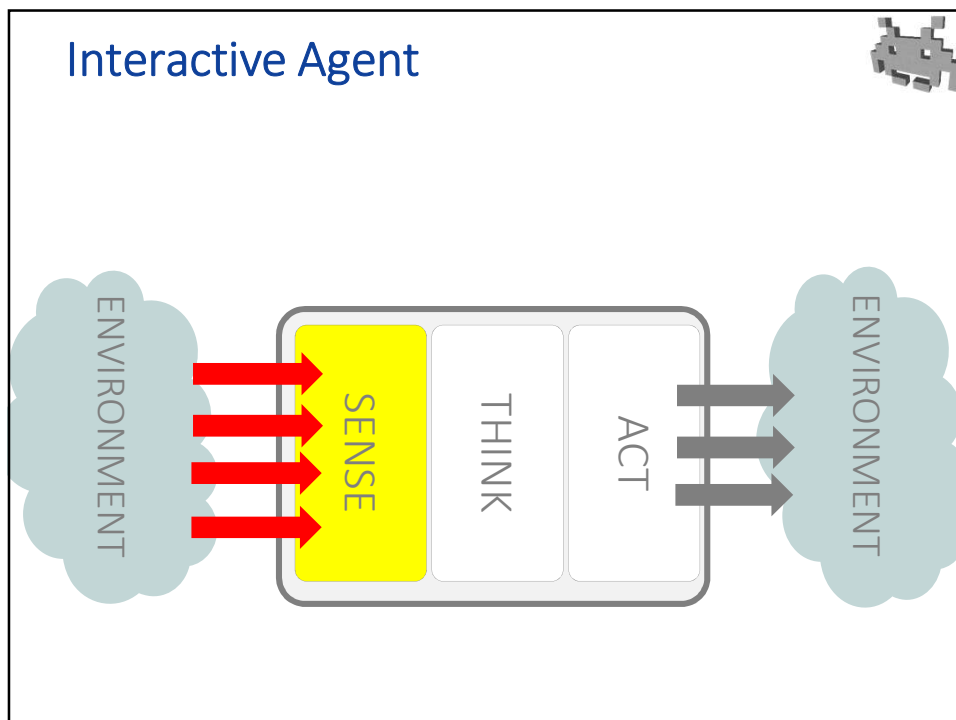 Interactive Agent
ENVIRONMENT
SENSE
THINK
ACT
ENVIRONMENT